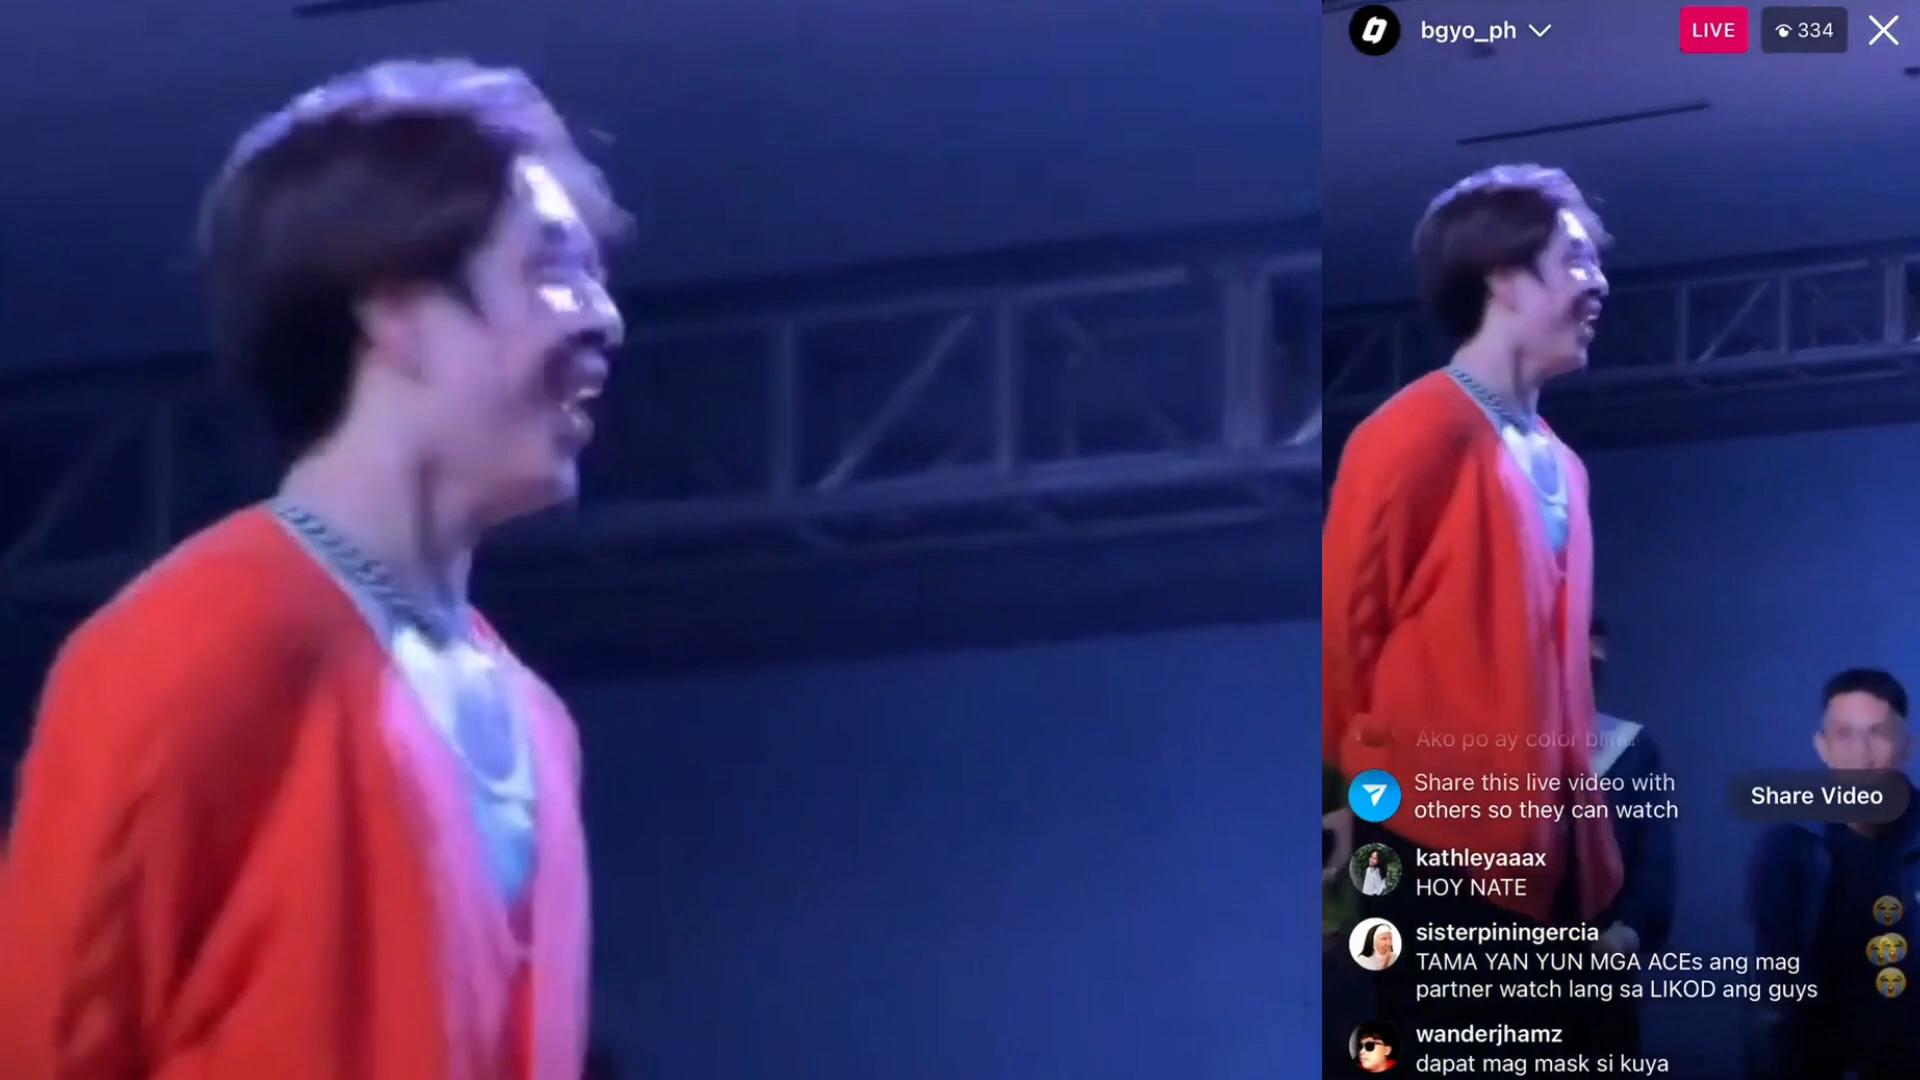 bgyo_ph
LIVE
334
Ako po ay color blind
Share this live video with
others so they can watch
Share Video
kathleyaaax
HOY NATE
sisterpiningercia
TAMA YAN YUN MGA ACEs ang mag
partner watch lang sa LIKOD ang guys
wanderjhamz
dapat mag mask si kuya